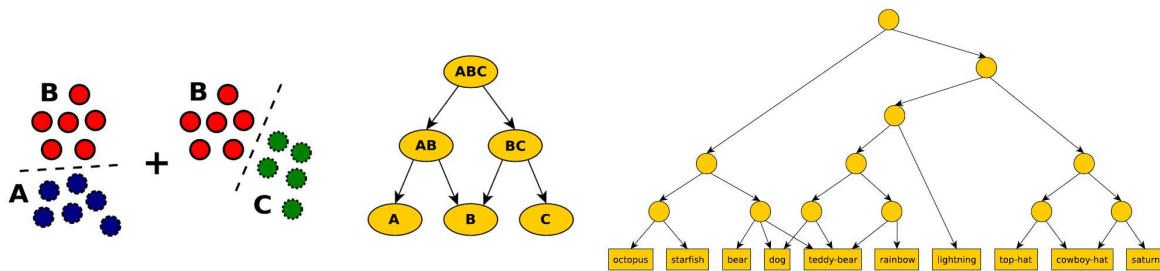 B
B
+
A
C
ABC
AB
BC
A
B
C
octopus
starfish
bear
dog
teddy-bear
rainbow
lightning
top-hat
cowboy-hat
saturn